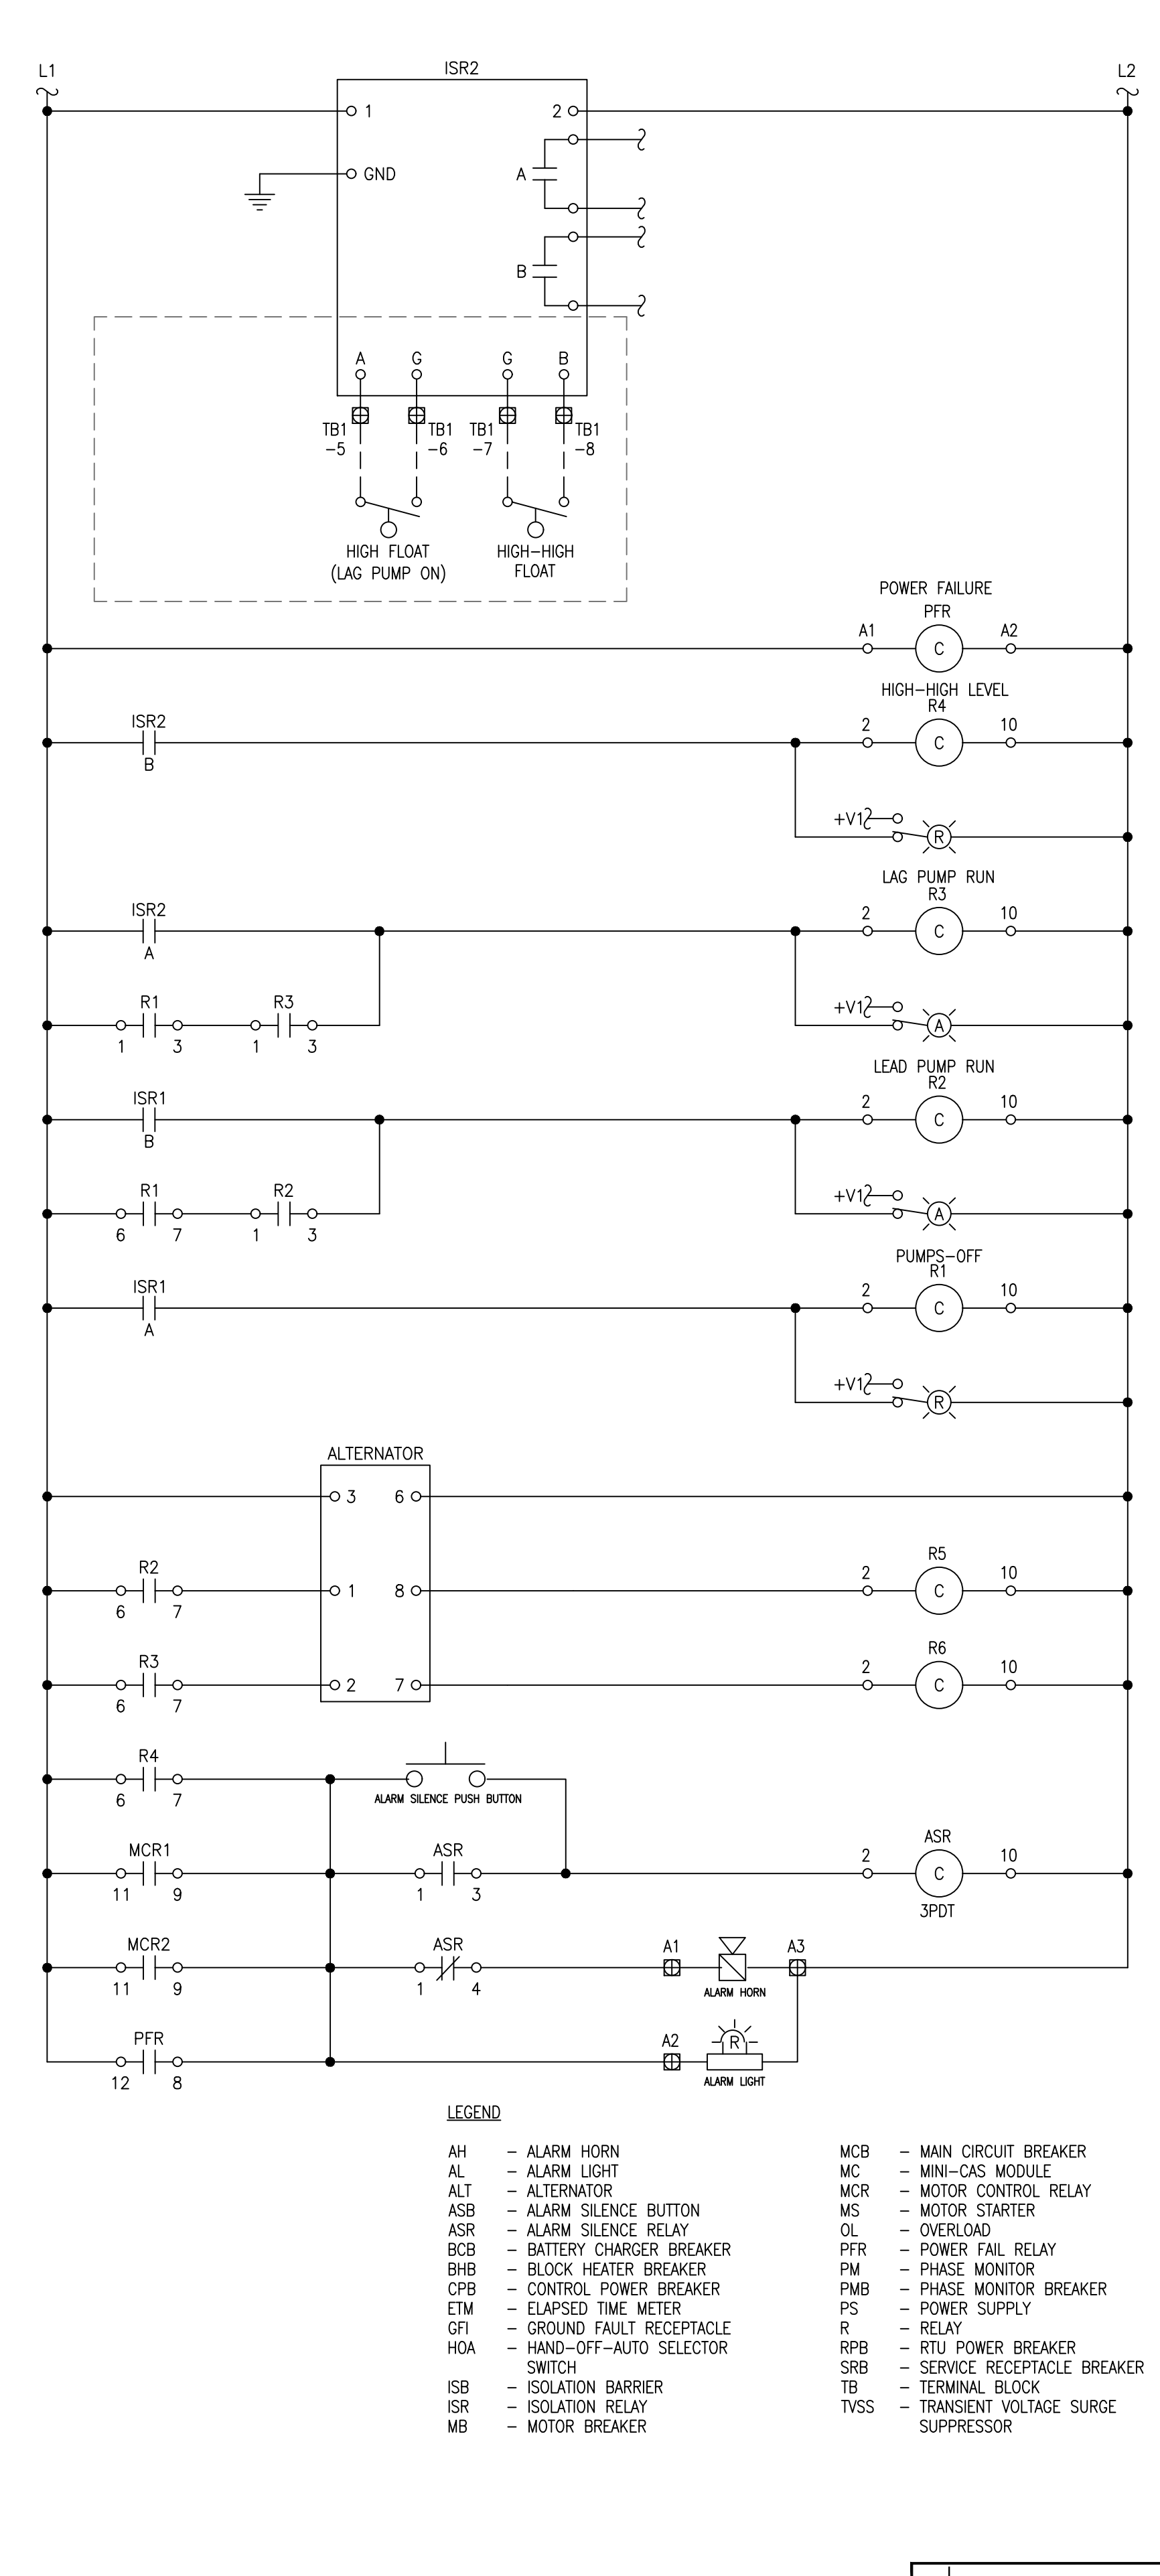 L1 ISR2 L2
1 2
A
GND
B
A G G B
TB1 TB1 TB1 TB1
-5 -6 -7 -8
HIGH FLOAT HIGH-HIGH
(LAG PUMP ON) FLOAT
POWER FAILURE
PFR
A1 C A2
HIGH-HIGH LEVEL
ISR2 R4
2 C 10
B
+V1
R
LAG PUMP RUN
ISR2 R3
2 C 10
A
R1 R3 +V1
A
1 3 1 3
LEAD PUMP RUN
ISR1 R2
2 C 10
B
R1 R2 +V1
A
6 7 1 3
PUMPS-OFF
ISR1 R1
2 C 10
A
+V1
R
ALTERNATOR
3 6
R2 R5
1 8 2 C 10
6 7
R3 R6
2 7 2 C 10
6 7
R4
6 7 ALARM SILENCE PUSH BUTTON
MCR1 ASR ASR
2 C 10
11 9 1 3 3PDT
MCR2 ASR A1 A3
11 9 1 4 ALARM HORN
PFR A2 R
12 8 ALARM LIGHT
LEGEND
AH - ALARM HORN
AL - ALARM LIGHT
ALT - ALTERNATOR
ASB - ALARM SILENCE BUTTON
ASR - ALARM SILENCE RELAY
BCB - BATTERY CHARGER BREAKER
BHB - BLOCK HEATER BREAKER
CPB - CONTROL POWER BREAKER
ETM - ELAPSED TIME METER
GFI - GROUND FAULT RECEPTACLE
HOA - HAND-OFF-AUTO SELECTOR
SWITCH
ISB - ISOLATION BARRIER
ISR - ISOLATION RELAY
MB - MOTOR BREAKER
MCB - MAIN CIRCUIT BREAKER
MC - MINI-CAS MODULE
MCR - MOTOR CONTROL RELAY
MS - MOTOR STARTER
OL - OVERLOAD
PFR - POWER FAIL RELAY
PM - PHASE MONITOR
PMB - PHASE MONITOR BREAKER
PS - POWER SUPPLY
R - RELAY
RPB - RTU POWER BREAKER
SRB - SERVICE RECEPTACLE BREAKER
TB - TERMINAL BLOCK
TVSS - TRANSIENT VOLTAGE SURGE
SUPPRESSOR